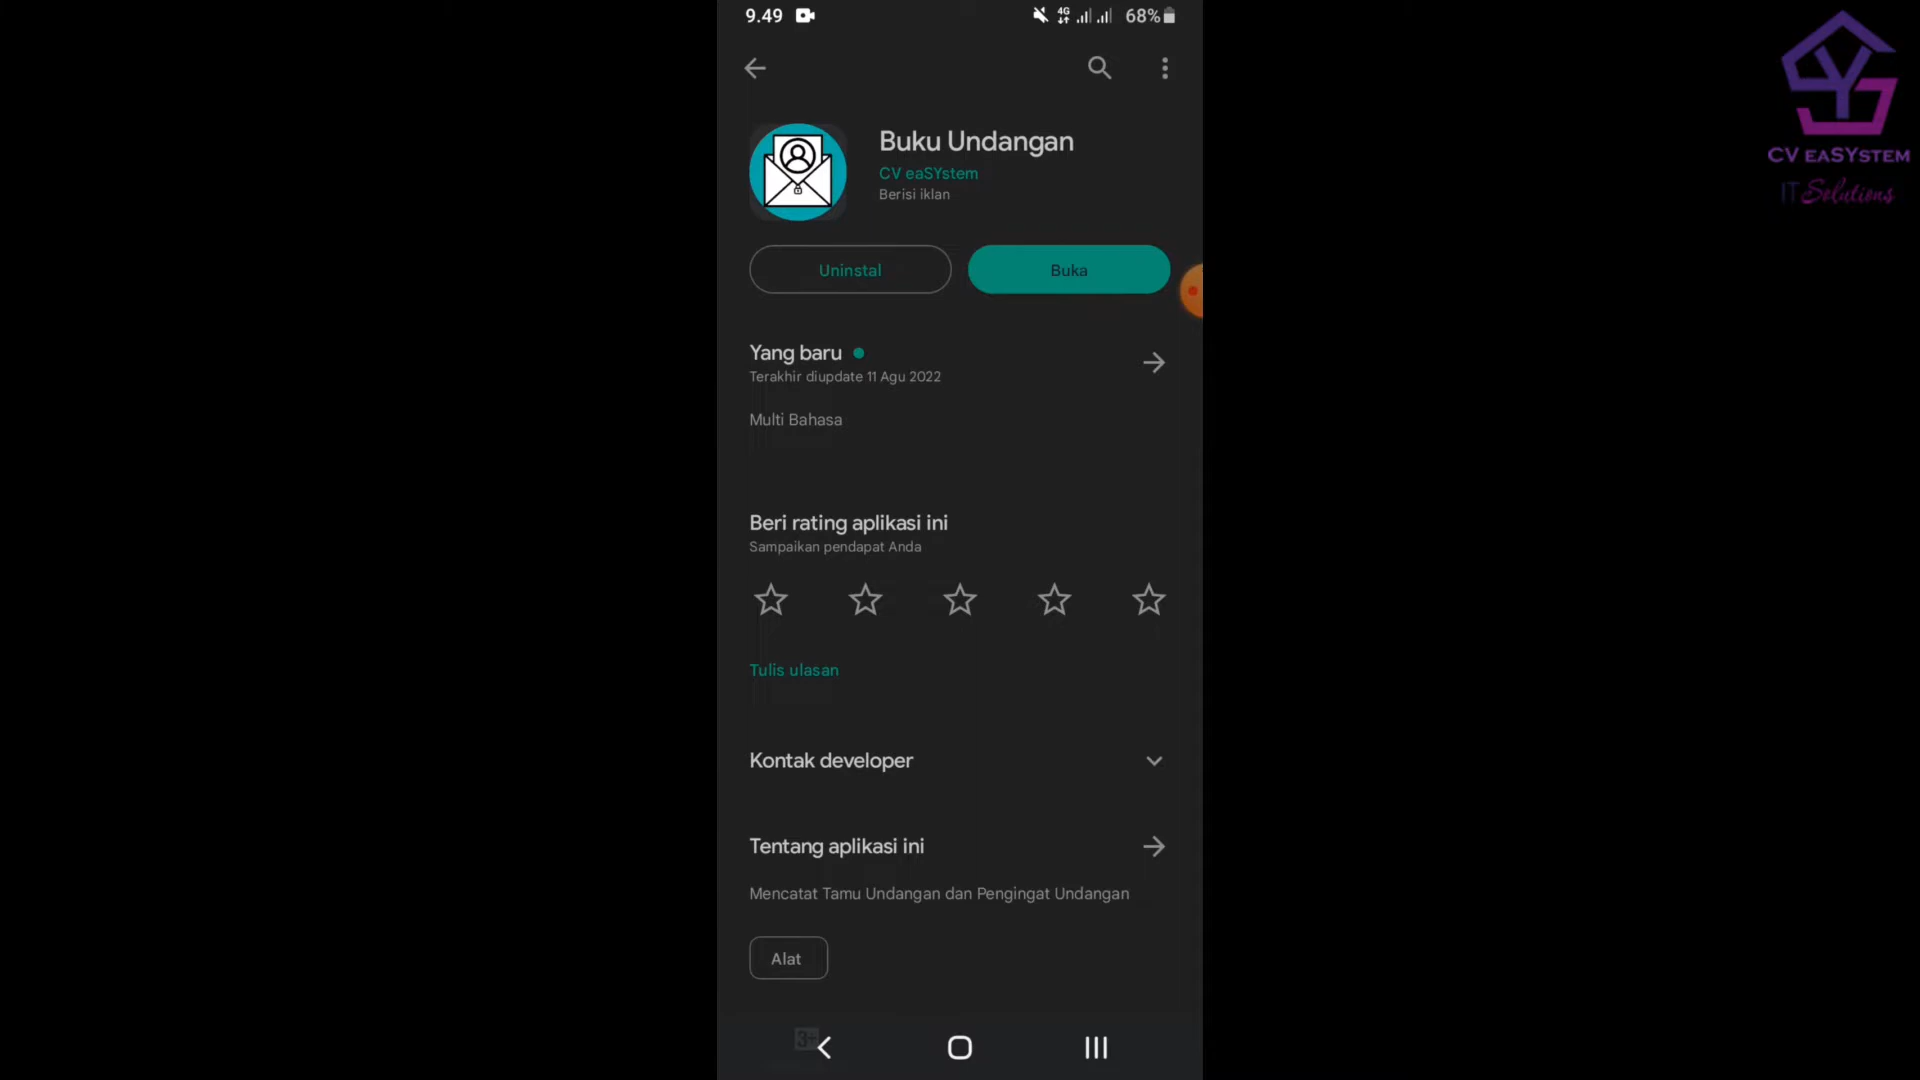 9.49
4G
68%
CV eaSYstem
IT Solutions
Buku Undangan
CV eaSYstem
Berisi iklan
Uninstal
Buka
Yang baru
Terakhir diupdate 11 Agu 2022
Multi Bahasa
Beri rating aplikasi ini
Sampaikan pendapat Anda
Tulis ulasan
Kontak developer
Tentang aplikasi ini
Mencatat Tamu Undangan dan Pengingat Undangan
Alat
3+